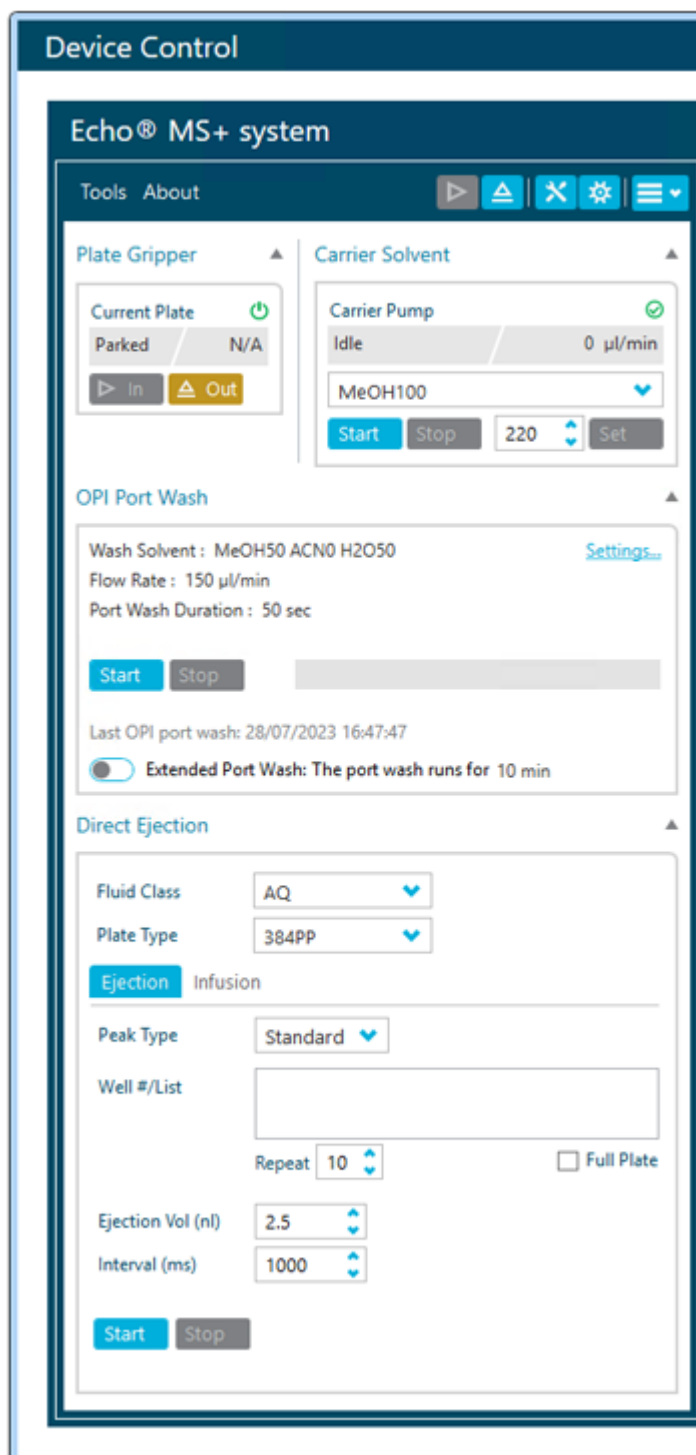 Device Control
Echo® MS+ system
Tools About
Plate Gripper
Current Plate
Parked N/A
In Out
Carrier Solvent
Carrier Pump
Idle 0 µl/min
MeOH100
Start Stop 220 Set
OPI Port Wash
Wash Solvent : MeOH50 ACN0 H2O50 Settings...
Flow Rate : 150 µl/min
Port Wash Duration : 50 sec
Start Stop
Last OPI port wash: 28/07/2023 16:47:47
Extended Port Wash: The port wash runs for 10 min
Direct Ejection
Fluid Class AQ
Plate Type 384PP
Ejection Infusion
Peak Type Standard
Well #/List
Repeat 10 Full Plate
Ejection Vol (nl) 2.5
Interval (ms) 1000
Start Stop